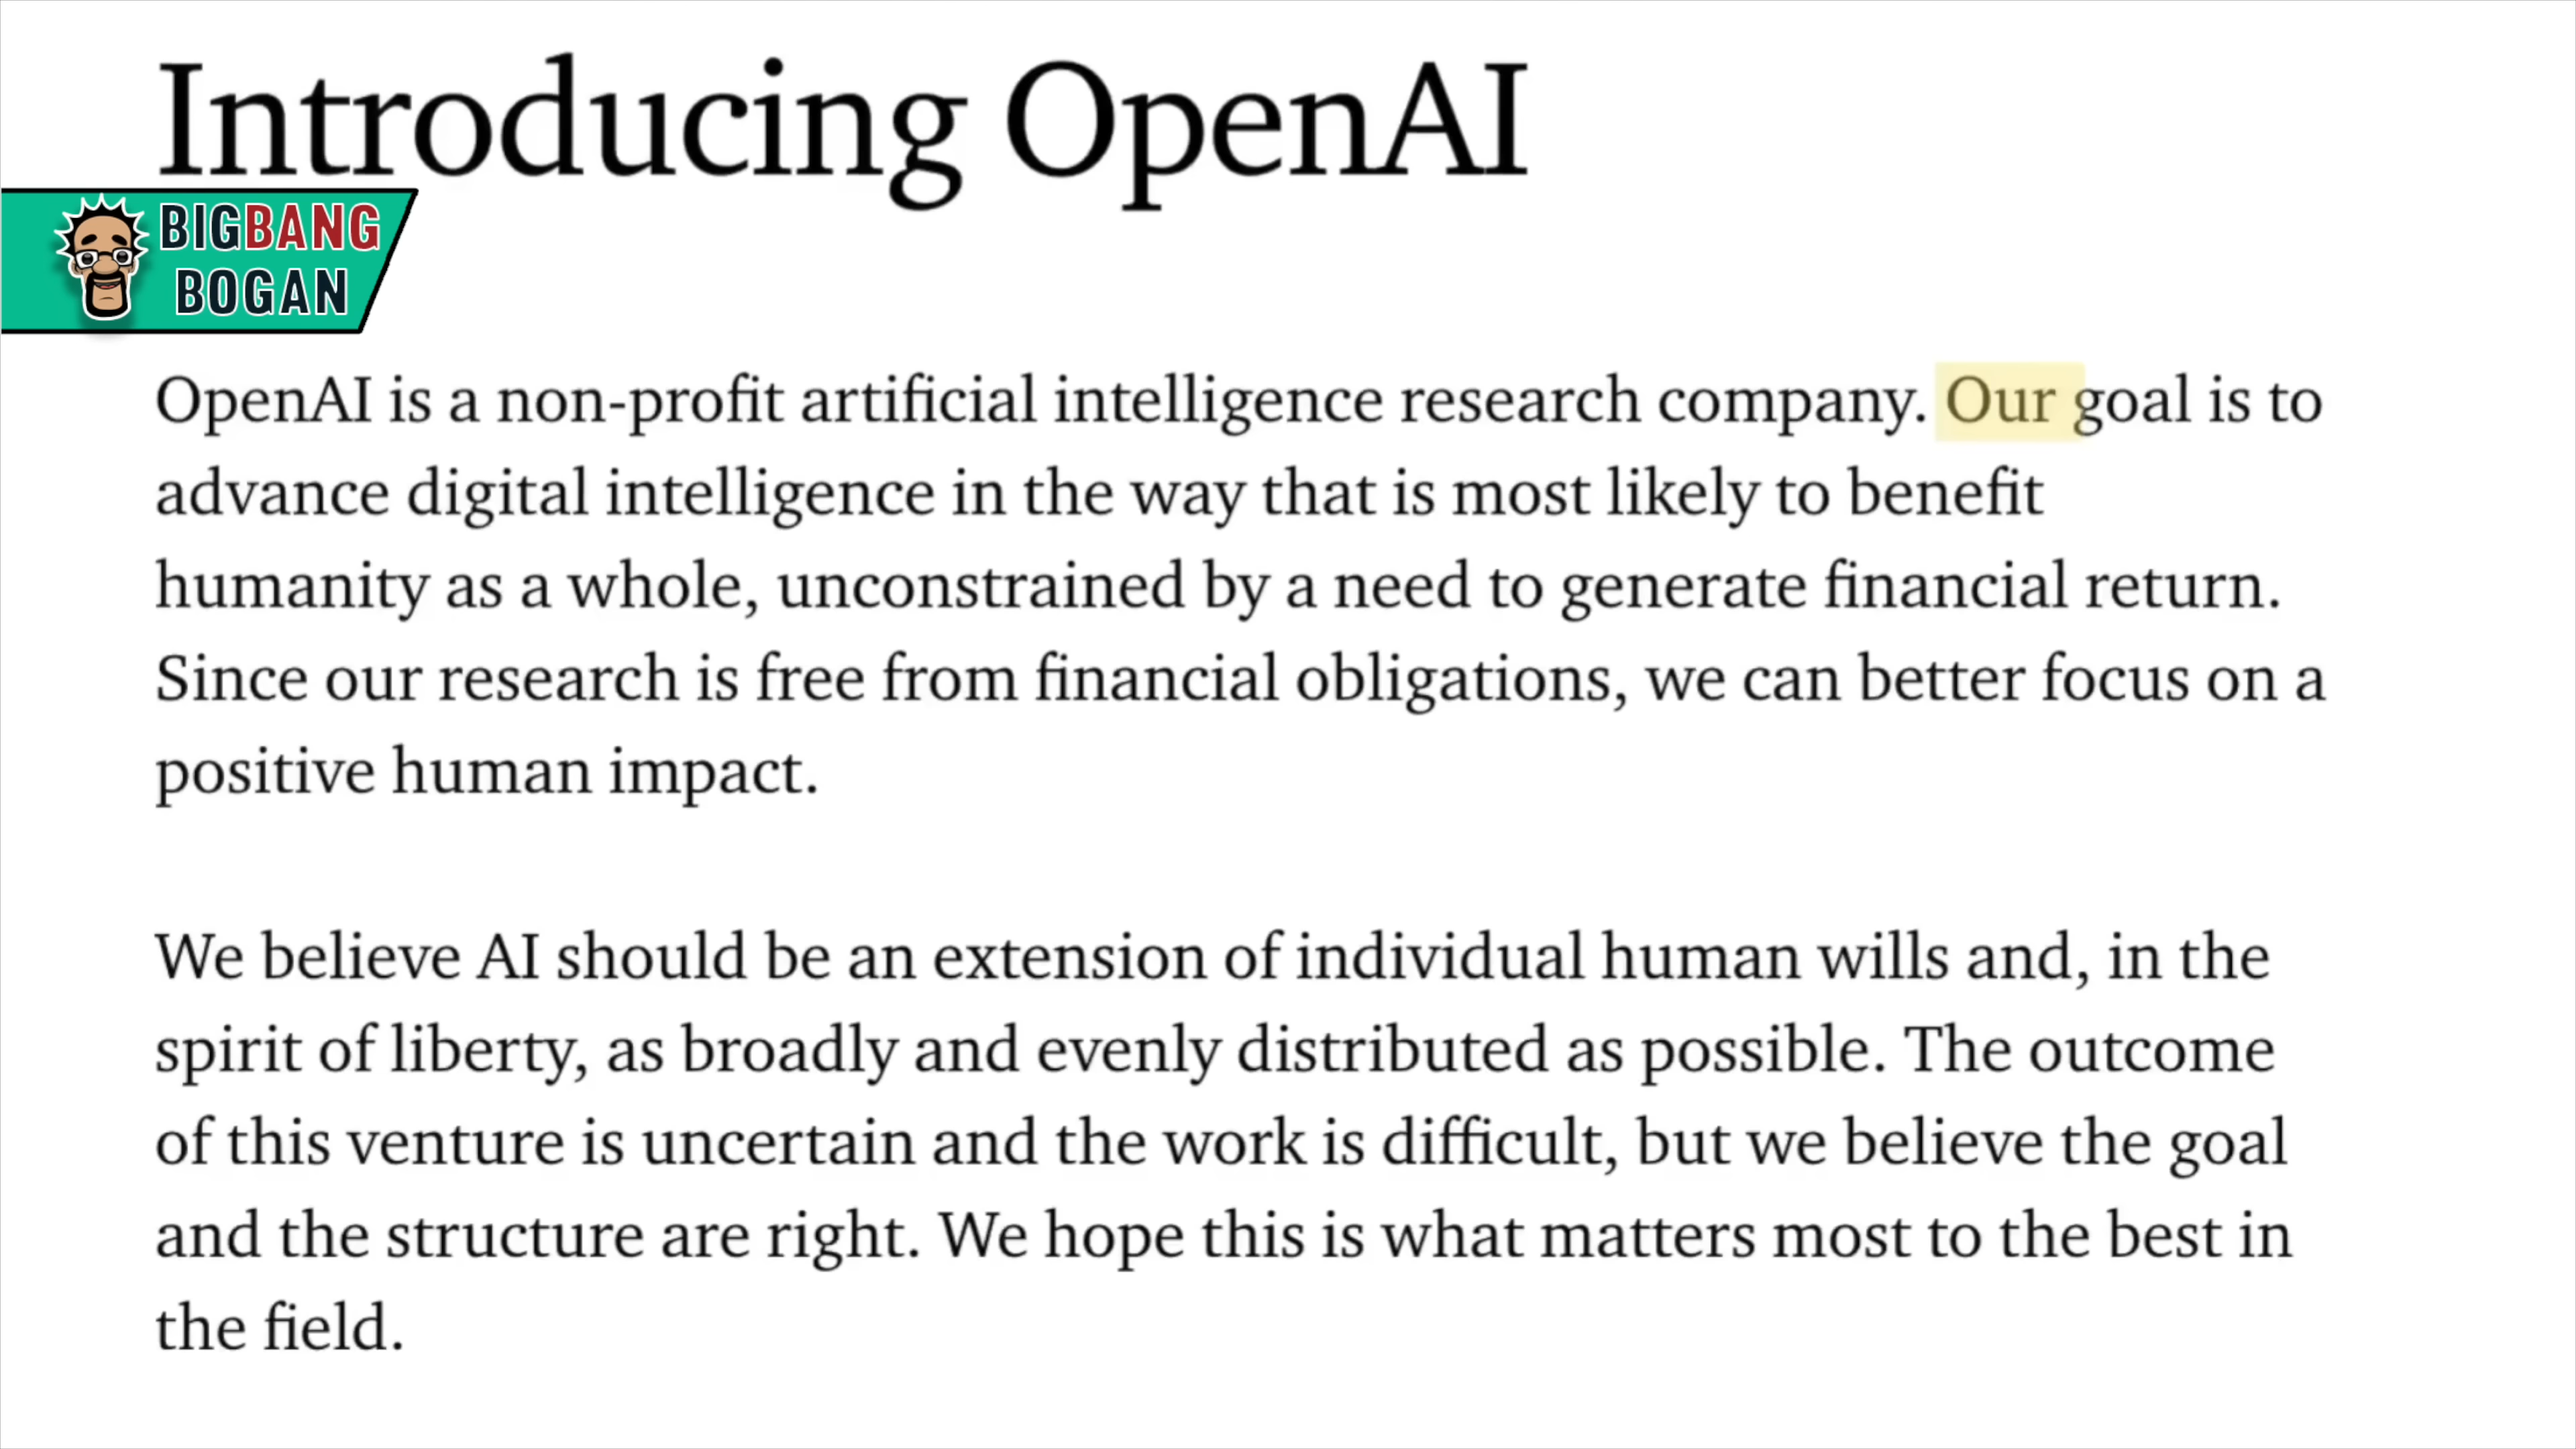 Introducing OpenAI
BIGBANG
BOGAN
OpenAI is a non-profit artificial intelligence research company. Our goal is to
advance digital intelligence in the way that is most likely to benefit
humanity as a whole, unconstrained by a need to generate financial return.
Since our research is free from financial obligations, we can better focus on a
positive human impact.
We believe AI should be an extension of individual human wills and, in the
spirit of liberty, as broadly and evenly distributed as possible. The outcome
of this venture is uncertain and the work is difficult, but we believe the goal
and the structure are right. We hope this is what matters most to the best in
the field.